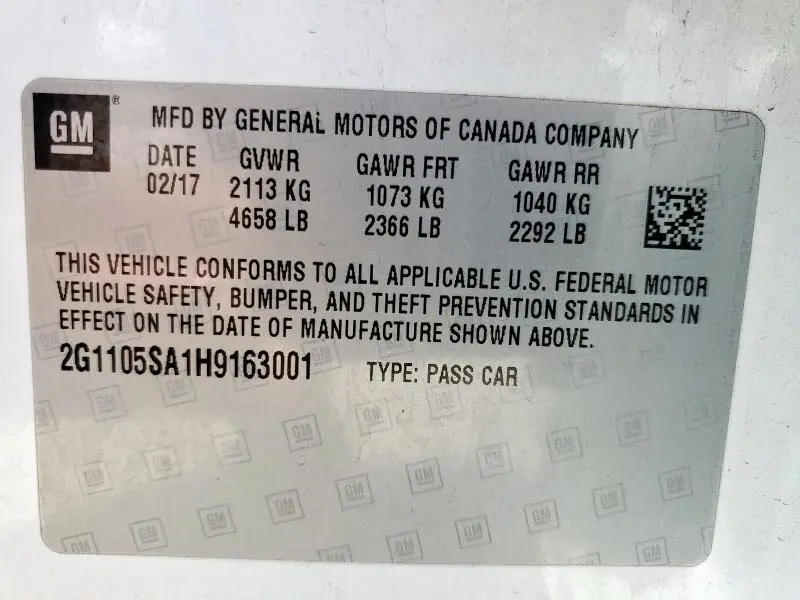 GM®
MFD BY GENERAL MOTORS OF CANADA COMPANY
DATE GVWR GAWR FRT GAWR RR
02/17 2113 KG 1073 KG 1040 KG
4658 LB 2366 LB 2292 LB
THIS VEHICLE CONFORMS TO ALL APPLICABLE U.S. FEDERAL MOTOR
VEHICLE SAFETY, BUMPER, AND THEFT PREVENTION STANDARDS IN
EFFECT ON THE DATE OF MANUFACTURE SHOWN ABOVE.
2G1105SA1H9163001 TYPE: PASS CAR